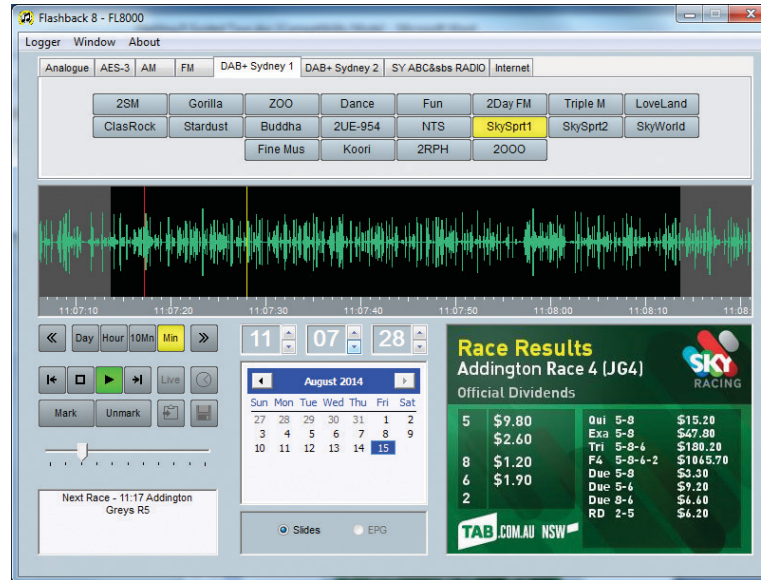 Flashback 8 - FL8000
Logger Window About
Analogue AES-3 AM FM DAB+ Sydney 1 DAB+ Sydney 2 SY ABC&sbs RADIO Internet
2SM Gorilla ZOO Dance Fun 2Day FM Triple M LoveLand
ClasRock Stardust Buddha 2UE-954 NTS SkySprt1 SkySprt2 SkyWorld
Fine Mus Koori 2RPH 2000
11:07:10 11:07:20 11:07:30 11:07:40 11:07:50 11:08:00 11:08:10 11:08:
Day Hour 10Mn Min
11 07 28
Live
Mark Unmark
August 2014
Sun Mon Tue Wed Thu Fri Sat
27 28 29 30 31 1 2
3 4 5 6 7 8 9
10 11 12 13 14 15
Next Race - 11:17 Addington
Greys R5
Slides EPG
Race Results
Addington Race 4 (JG4)
Official Dividends
SKY
RACING
5 $9.80
$2.60
8 $1.20
6 $1.90
2
Qui 5-8 $15.20
Exa 5-8 $47.80
Tri 5-8-6 $180.20
F4 5-8-6-2 $1065.70
Due 5-8 $3.30
Due 5-6 $9.20
Due 8-6 $6.60
RD 2-5 $6.20
TAB.COM.AU NSW